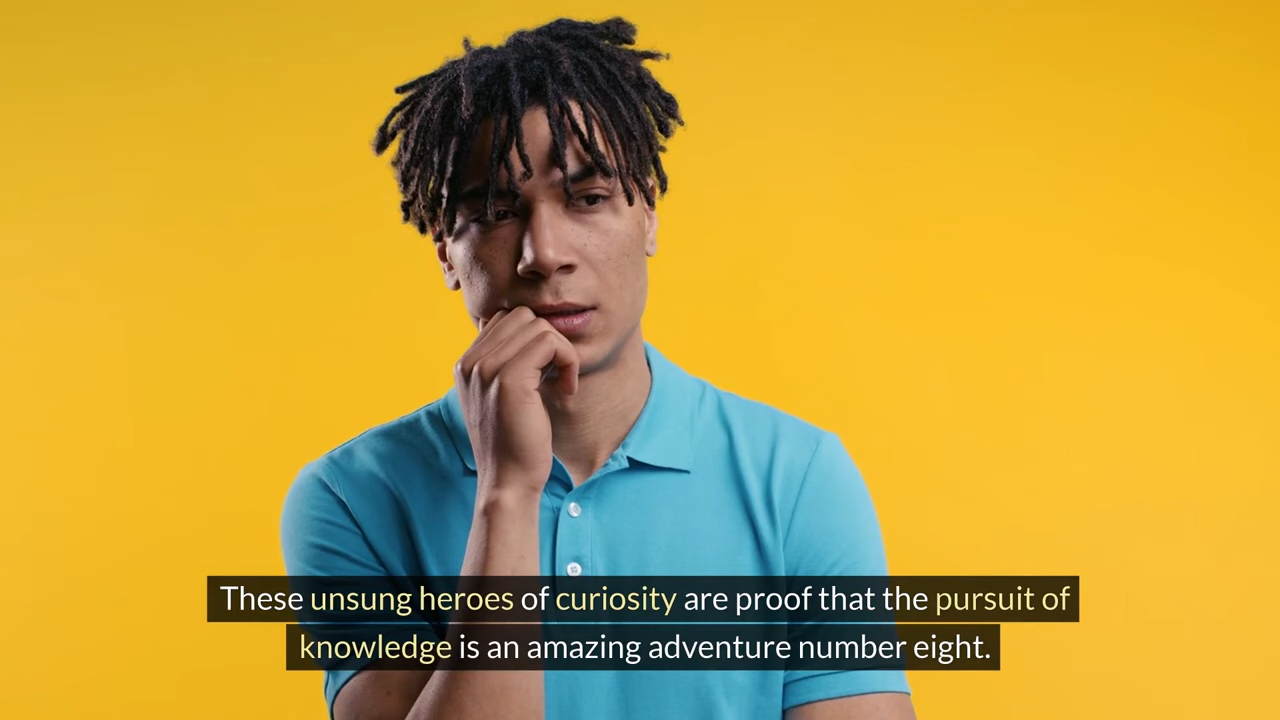 These unsung heroes of curiosity are proof that the pursuit of
knowledge is an amazing adventure number eight.